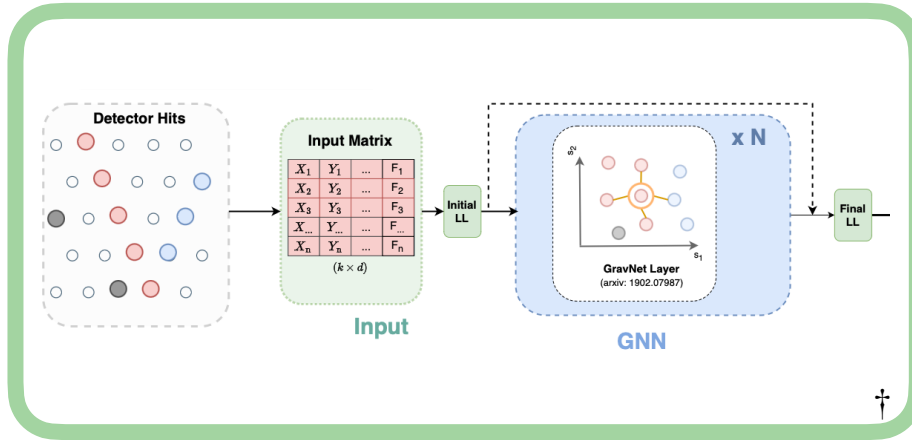 Detector Hits
Input Matrix
X₁ Y₁ ... F₁
X₂ Y₂ ... F₂
X₃ Y₃ ... F₃
X... Y... ... F...
Xₙ Yₙ ... Fₙ
(k × d)
Input
Initial
LL
x N
s₂
s₁
GravNet Layer
(arxiv: 1902.07987)
GNN
Final
LL
†